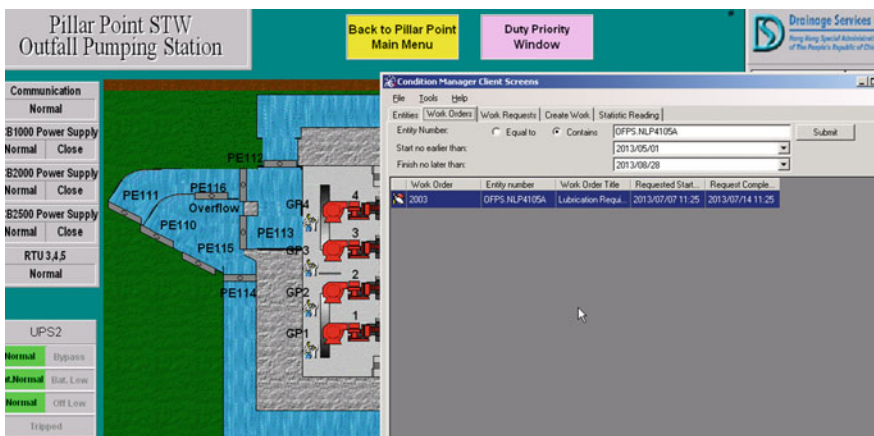 Pillar Point STW
Outfall Pumping Station
Back to Pillar Point
Main Menu
Duty Priority
Window
Drainage Services
Communication
Normal
CB1000 Power Supply
Normal Close
CB2000 Power Supply
Normal Close
CB2500 Power Supply
Normal Close
RTU 3,4,5
Normal
UPS2
Normal Bypass
Bat. Low
Normal Off Low
Tripped
PE112
PE111
PE116
Overflow
PE110
PE113
PE115
PE114
GP4
4
GP3
3
GP2
2
GP1
1
Condition Manager Client Screens
File Tools Help
Entities Work Orders Work Requests Create Work Statistic Reading
Entity Number: Equal to Contains OFPS.NLP4105A Submit
Start no earlier than: 2013/05/01
Finish no later than: 2013/08/28
Work Order Entity number Work Order Title Requested Start... Request Comple...
2003 OFPS.NLP4105A Lubrication Requi... 2013/07/07 11:25 2013/07/14 11:25